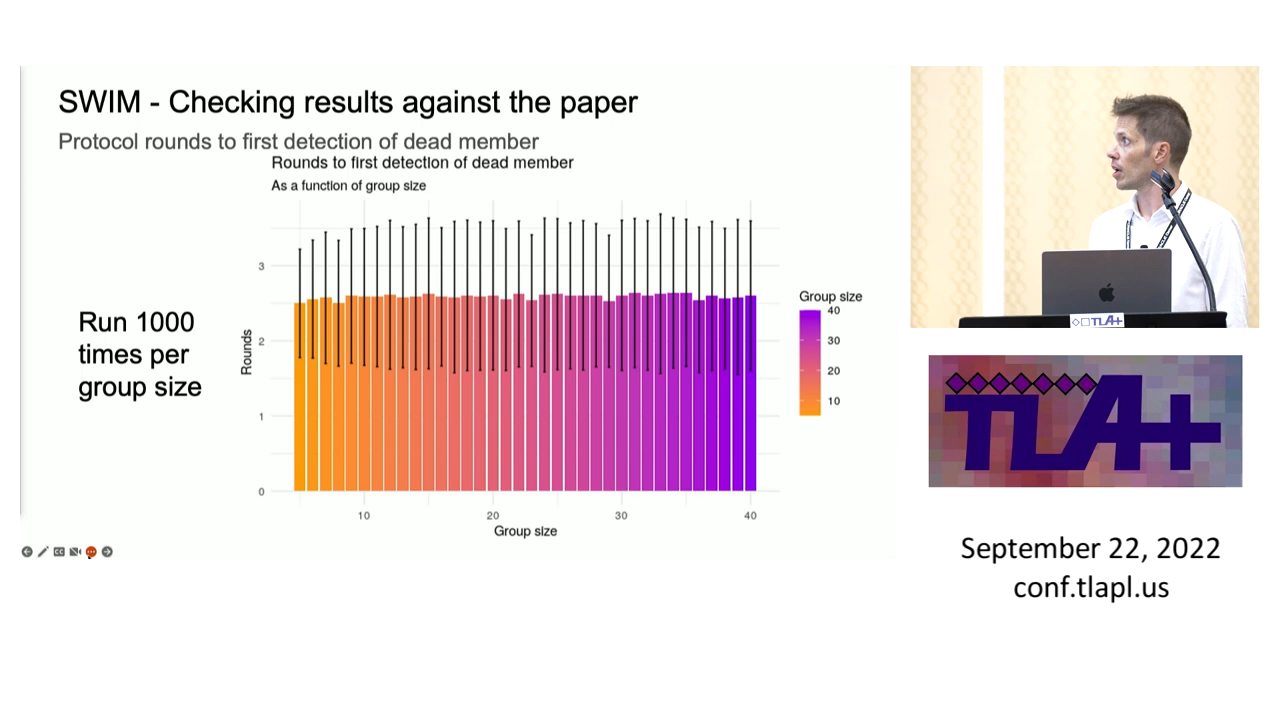 SWIM - Checking results against the paper
Protocol rounds to first detection of dead member
Rounds to first detection of dead member
As a function of group size
Run 1000
times per
group size
Rounds
3
2
1
0
10
20
30
40
Group size
Group size
40
30
20
10
TLA+
TLA+
September 22, 2022
conf.tlapl.us